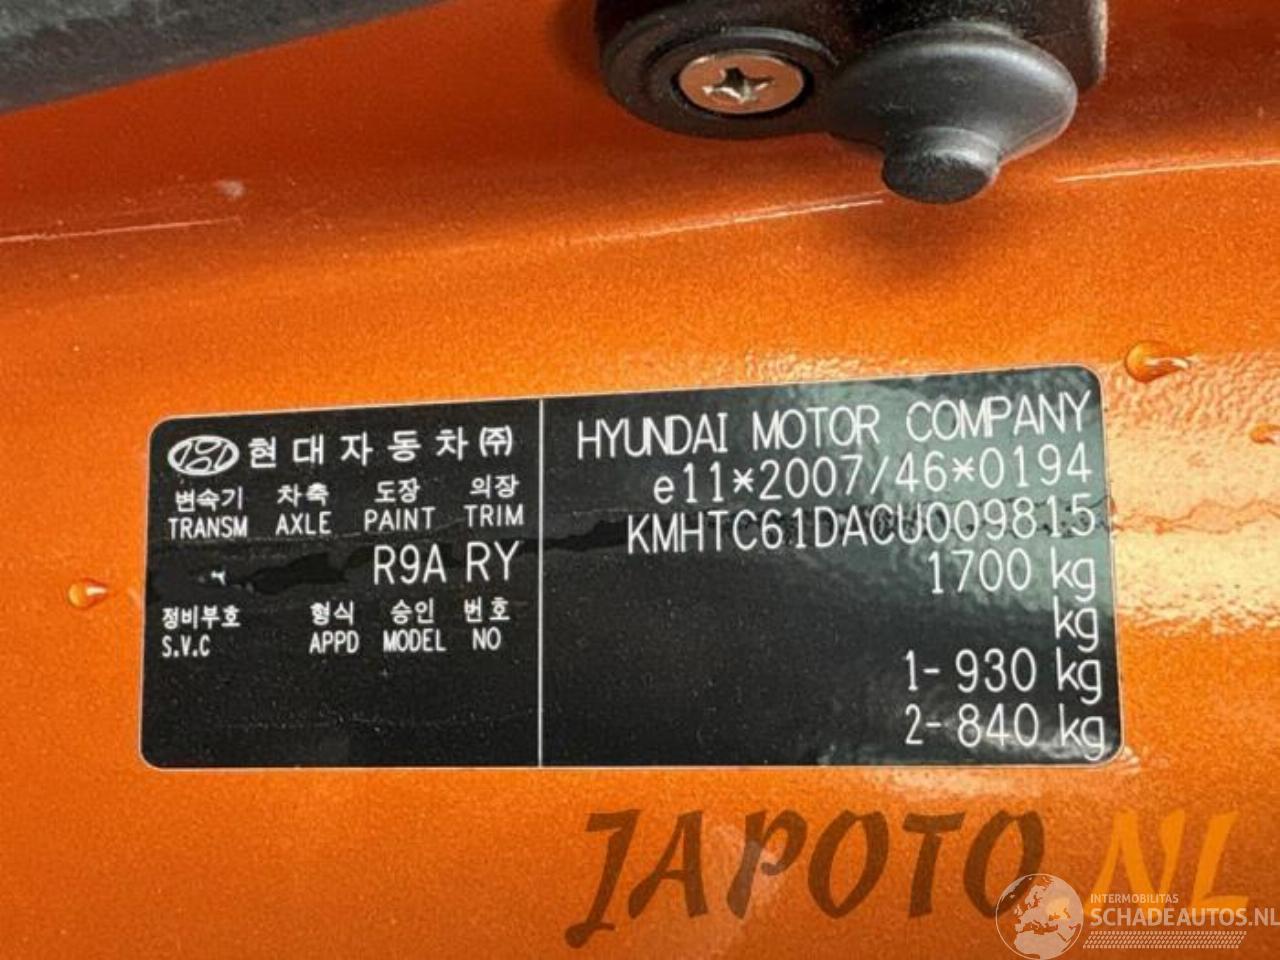 현대자동차㈜
변속기 차축 도장 의장
TRANSM AXLE PAINT TRIM
R9A RY
정비부호 형식 승인 번호
S.V.C APPD MODEL NO
HYUNDAI MOTOR COMPANY
e11*2007/46*0194
KMHTC61DACU009815
1700 kg
kg
1- 930 kg
2- 840 kg
JAPOTO.NL
INTERMOBILITAS
SCHADEAUTOS.NL